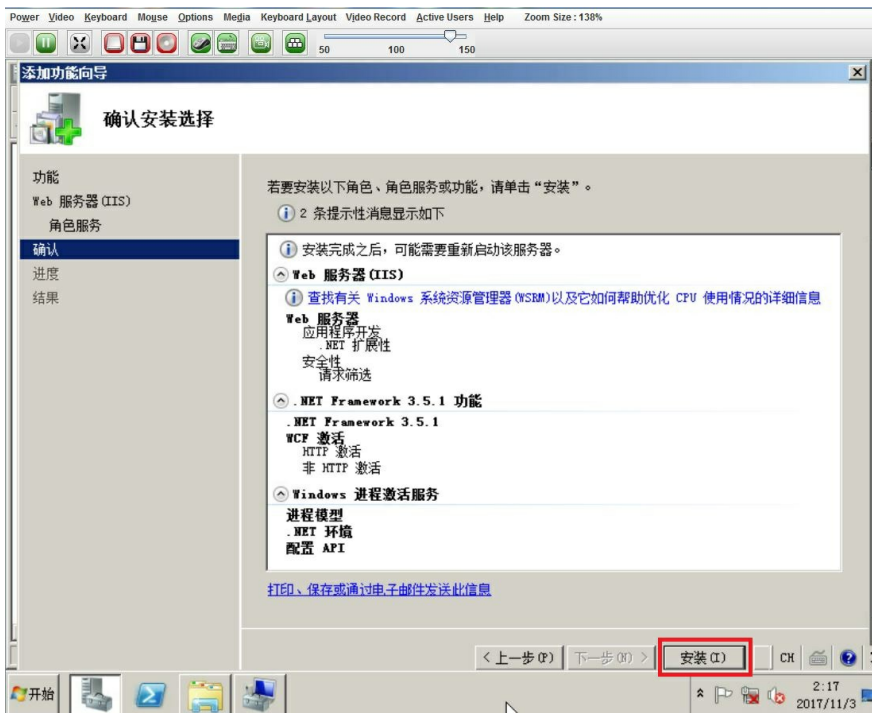 Power Video Keyboard Mouse Options Media Keyboard Layout Video Record Active Users Help Zoom Size : 138%
50 100 150
添加功能向导
确认安装选择
功能
Web 服务器(IIS)
角色服务
确认
进度
结果
若要安装以下角色、角色服务或功能，请单击“安装”。
2 条提示性消息显示如下
安装完成之后，可能需要重新启动该服务器。
Web 服务器(IIS)
查找有关 Windows 系统资源管理器(WSRM)以及它如何帮助优化 CPU 使用情况的详细信息
Web 服务器
应用程序开发
.NET 扩展性
安全性
请求筛选
.NET Framework 3.5.1 功能
.NET Framework 3.5.1
WCF 激活
HTTP 激活
非 HTTP 激活
Windows 进程激活服务
进程模型
.NET 环境
配置 API
打印、保存或通过电子邮件发送此信息
< 上一步(P) 下一步(N) > 安装(I) CH
开始 2:17
2017/11/3